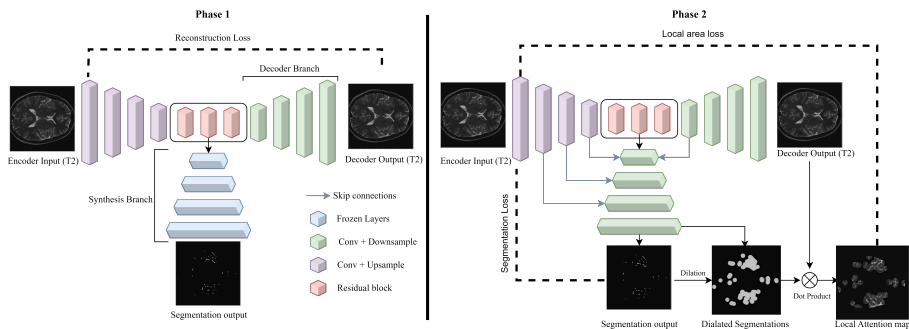 Phase 1
Reconstruction Loss
Decoder Branch
Encoder Input (T2)
Decoder Output (T2)
Synthesis Branch
Skip connections
Frozen Layers
Conv + Downsample
Conv + Upsample
Residual block
Segmentation output
Phase 2
Local area loss
Encoder Input (T2)
Decoder Output (T2)
Segmentation Loss
Dilation
Dot Product
Segmentation output
Dialated Segmentations
Local Attention map